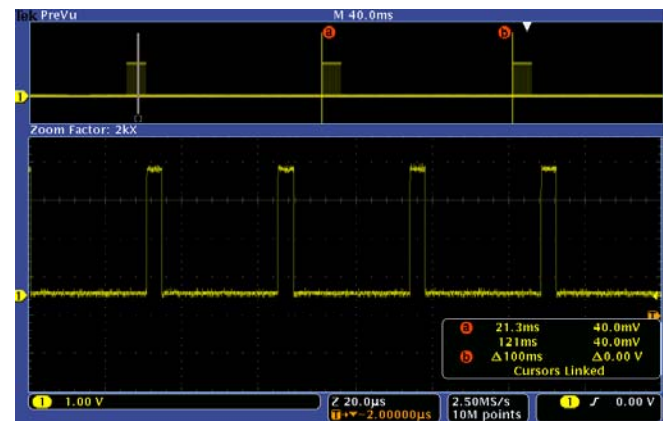 Tek PreVu M 40.0ms
a b
1
Zoom Factor: 2kX
1
T
a 21.3ms 40.0mV
121ms 40.0mV
b Δ100ms Δ0.00 V
Cursors Linked
1 1.00 V Z 20.0µs 2.50MS/s 1 0.00 V
T→▼-2.00000µs 10M points